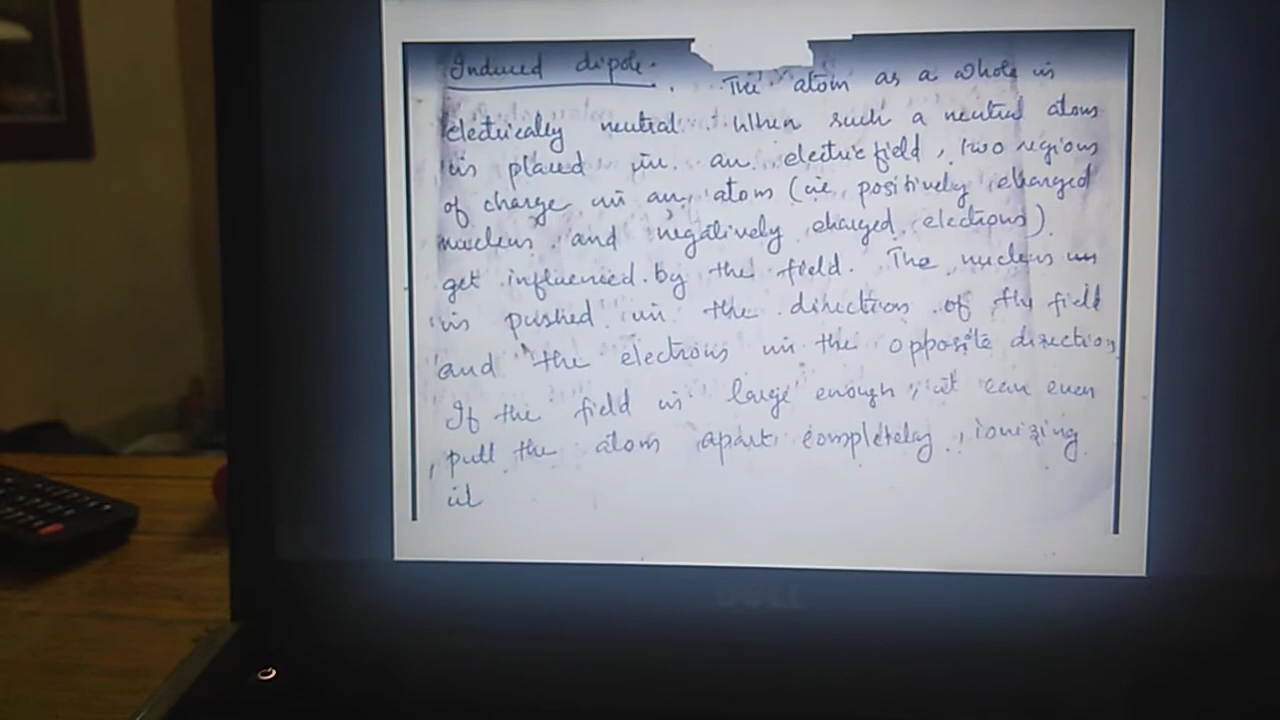 Induced dipole.
The atom as a whole is
electrically neutral. When such a neutral atom
is placed in an electric field, two regions
of charge in an atom (ie positively charged
nucleus and negatively charged electrons)
get influenced by the field. The nucleus
is pushed in the direction of the field
and the electrons in the opposite direction
If the field is large enough, it can even
pull the atom apart completely, ionizing
it
DELL